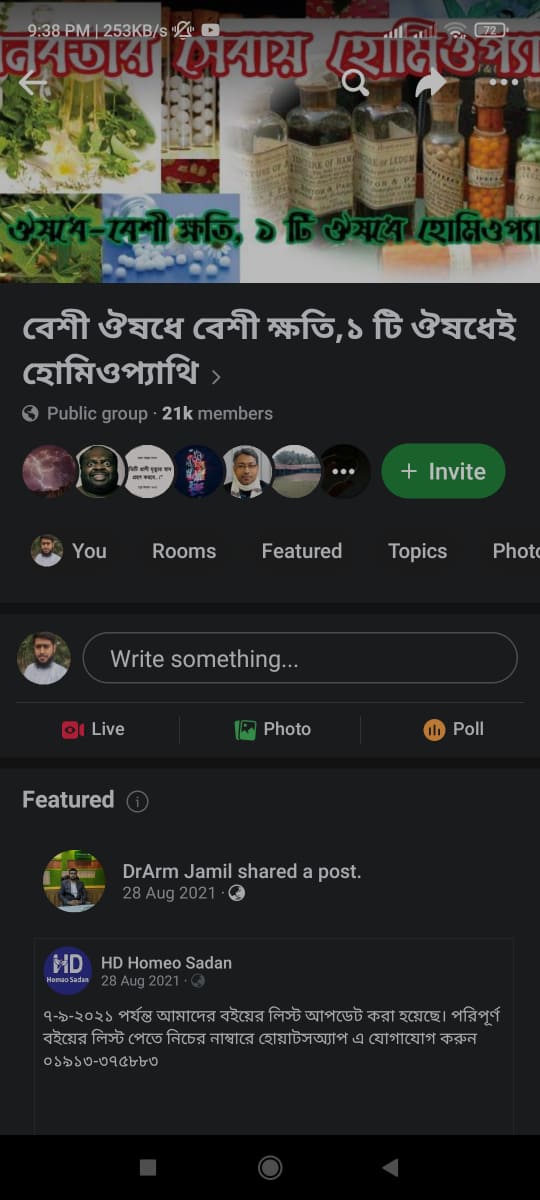 9:38 PM | 253KB/s
72
মানবতার সেবায় হোমিওপ্যা
ঔষধে-বেশী ক্ষতি, ১ টি ঔষধে হোমিওপ্যা
বেশী ঔষধে বেশী ক্ষতি,১ টি ঔষধেই
হোমিওপ্যাথি
Public group · 21k members
+ Invite
You Rooms Featured Topics Photo
Write something...
Live Photo Poll
Featured
DrArm Jamil shared a post.
28 Aug 2021 ·
HD
Homeo Sadan
HD Homeo Sadan
28 Aug 2021 ·
৭-৯-২০২১ পর্যন্ত আমাদের বইয়ের লিস্ট আপডেট করা হয়েছে। পরিপূর্ণ
বইয়ের লিস্ট পেতে নিচের নাম্বারে হোয়াটসঅ্যাপ এ যোগাযোগ করুন
০১৯১৩-৩৭৫৮৮৩